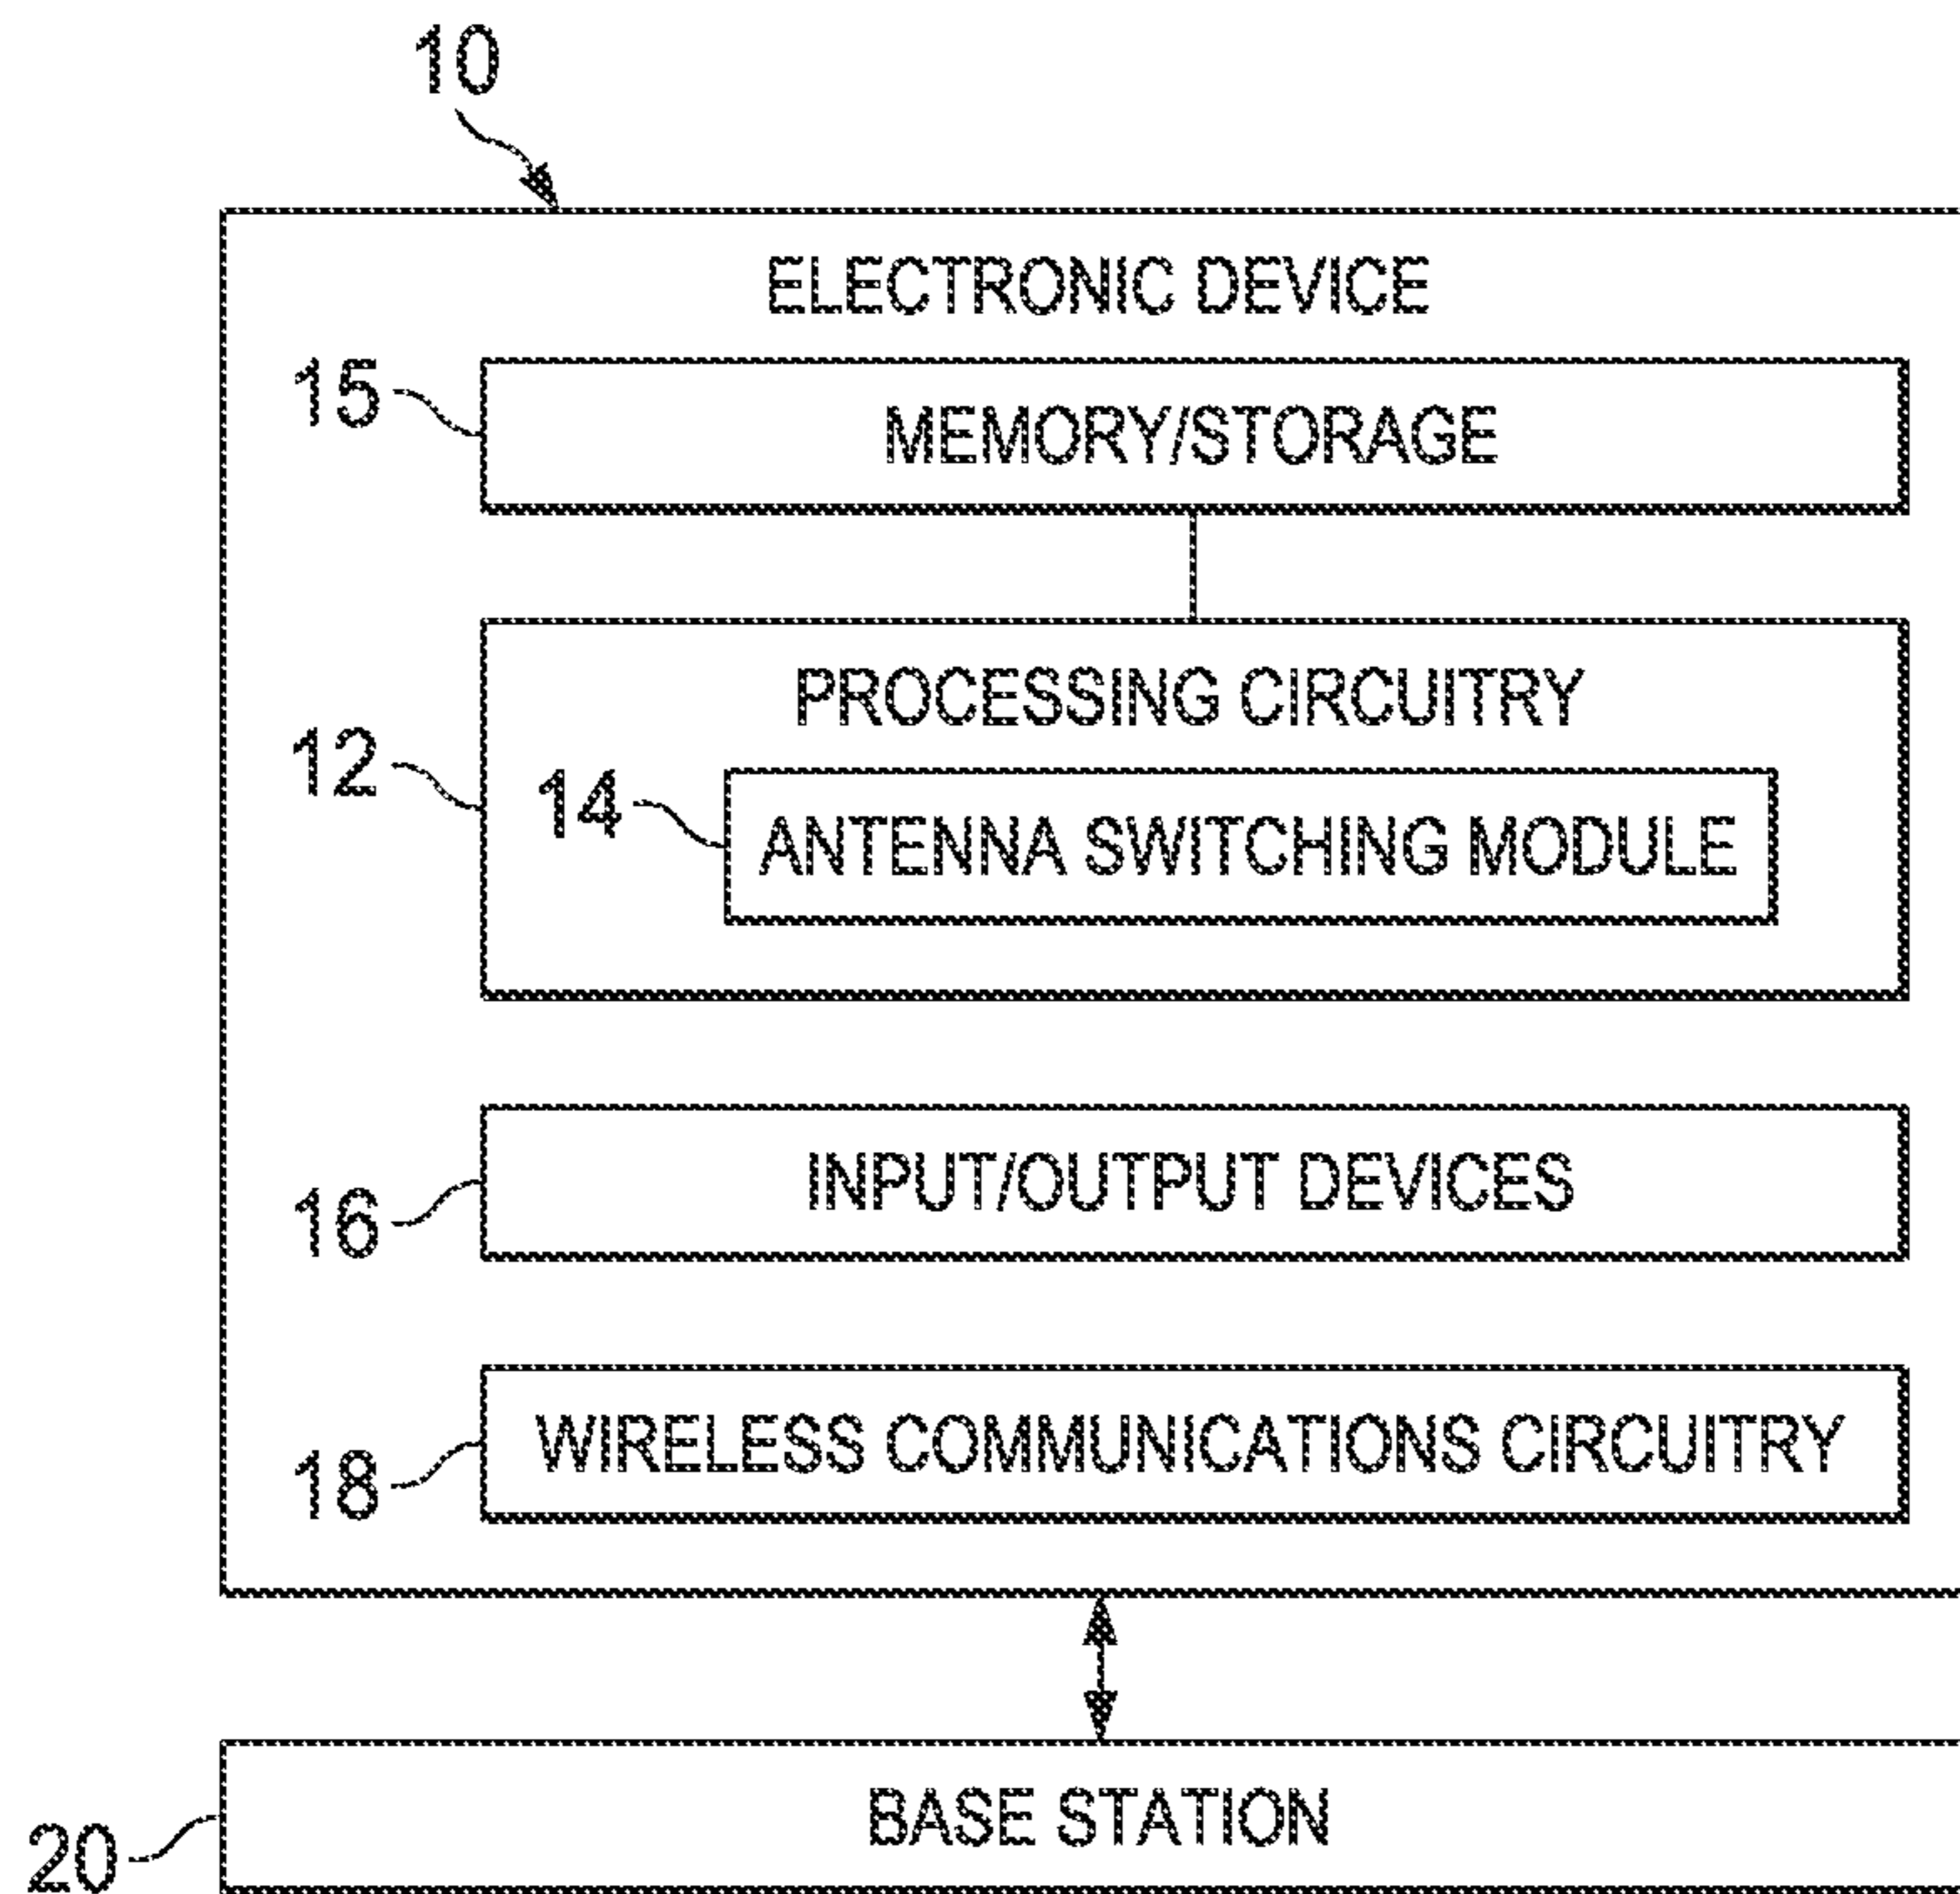 10
ELECTRONIC DEVICE
15
MEMORY/STORAGE
PROCESSING CIRCUITRY
12
14
ANTENNA SWITCHING MODULE
INPUT/OUTPUT DEVICES
16
WIRELESS COMMUNICATIONS CIRCUITRY
18
BASE STATION
20